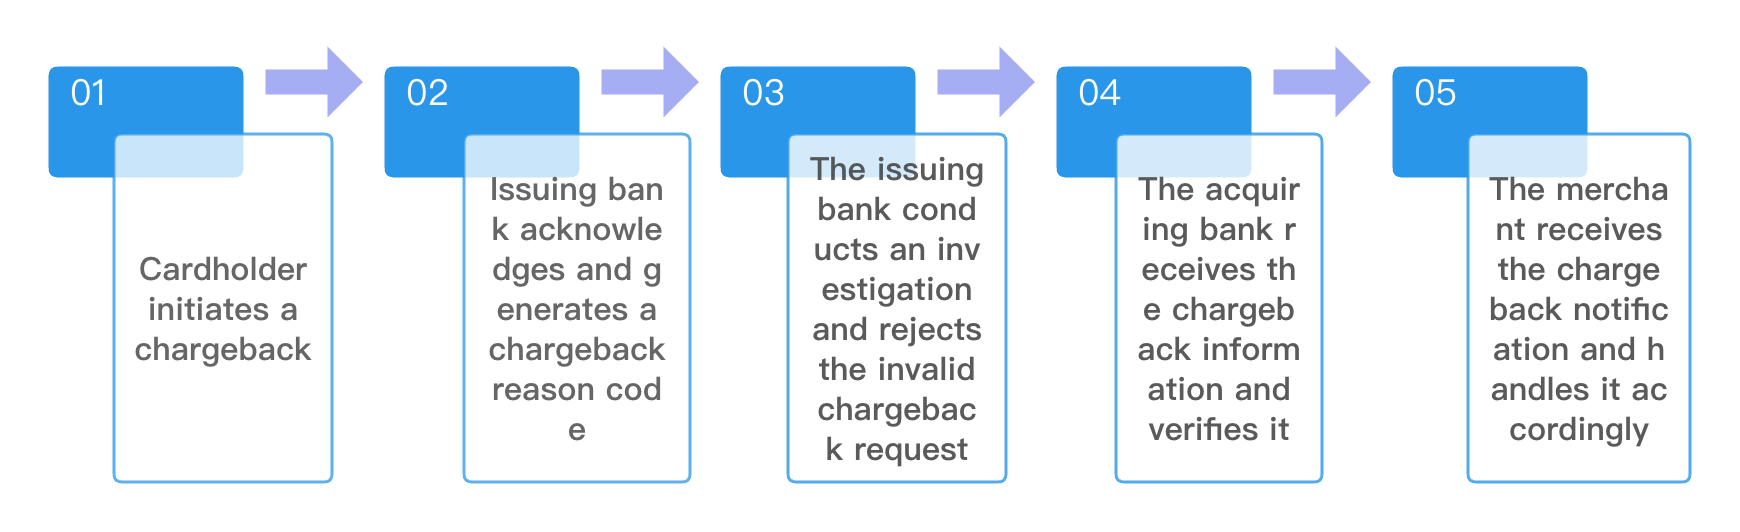 01
Cardholder
initiates a
chargeback
02
Issuing ban
k acknowle
dges and g
enerates a
chargeback
reason cod
e
03
The issuing
bank cond
ucts an inv
estigation
and rejects
the invalid
chargebac
k request
04
The acquir
ing bank r
eceives th
e chargeb
ack inform
ation and
verifies it
05
The mercha
nt receives
the charge
back notific
ation and h
andles it ac
cordingly